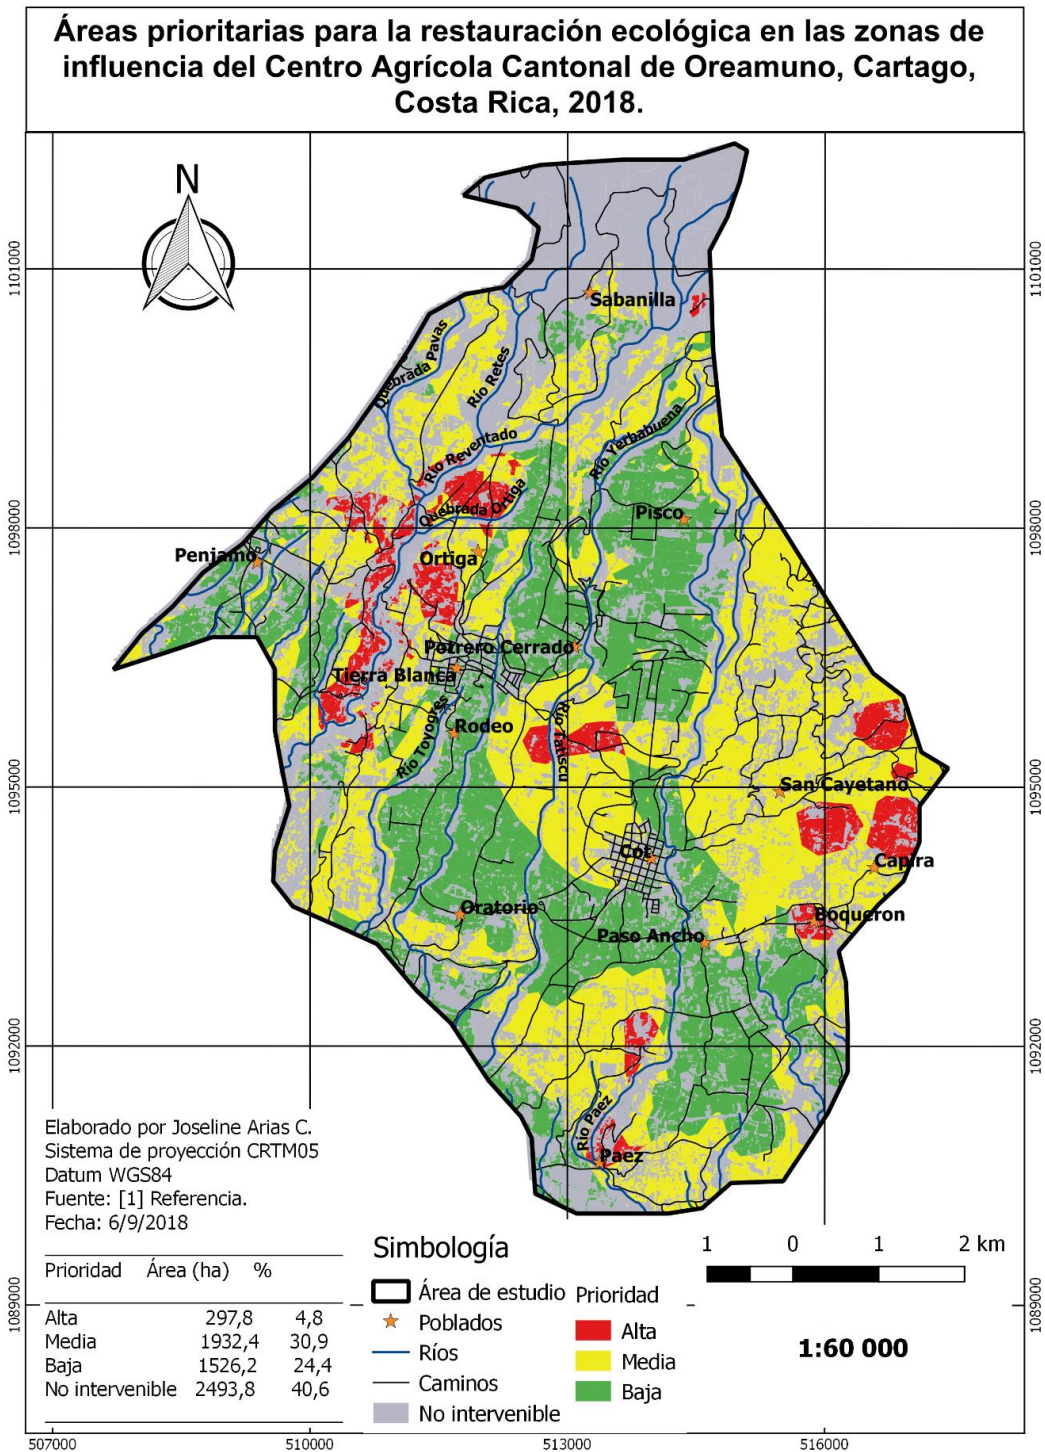 Áreas prioritarias para la restauración ecológica en las zonas de
influencia del Centro Agrícola Cantonal de Oreamuno, Cartago,
Costa Rica, 2018.
N
1101000
1101000
Sabanilla
Quebrada Pavas
Río Retes
Río Reventado
Río Yerbabuena
Quebrada Ortiga
Pisco
1098000
1098000
Penjamo
Ortiga
Potrero Cerrado
Tierra Blanca
Río Toyogres
Rodeo
Río Tatiscu
1095000
1095000
San Cayetano
Cot
Capira
Oratorio
Boqueron
Paso Ancho
1092000
1092000
Río Paez
Paez
Elaborado por Joseline Arias C.
Sistema de proyección CRTM05
Datum WGS84
Fuente: [1] Referencia.
Fecha: 6/9/2018
Prioridad Área (ha) %
Alta 297,8 4,8
Media 1932,4 30,9
Baja 1526,2 24,4
No intervenible 2493,8 40,6
Simbología
Área de estudio
Poblados
Ríos
Caminos
No intervenible
Prioridad
Alta
Media
Baja
1 0 1 2 km
1:60 000
1089000
1089000
507000 510000 513000 516000